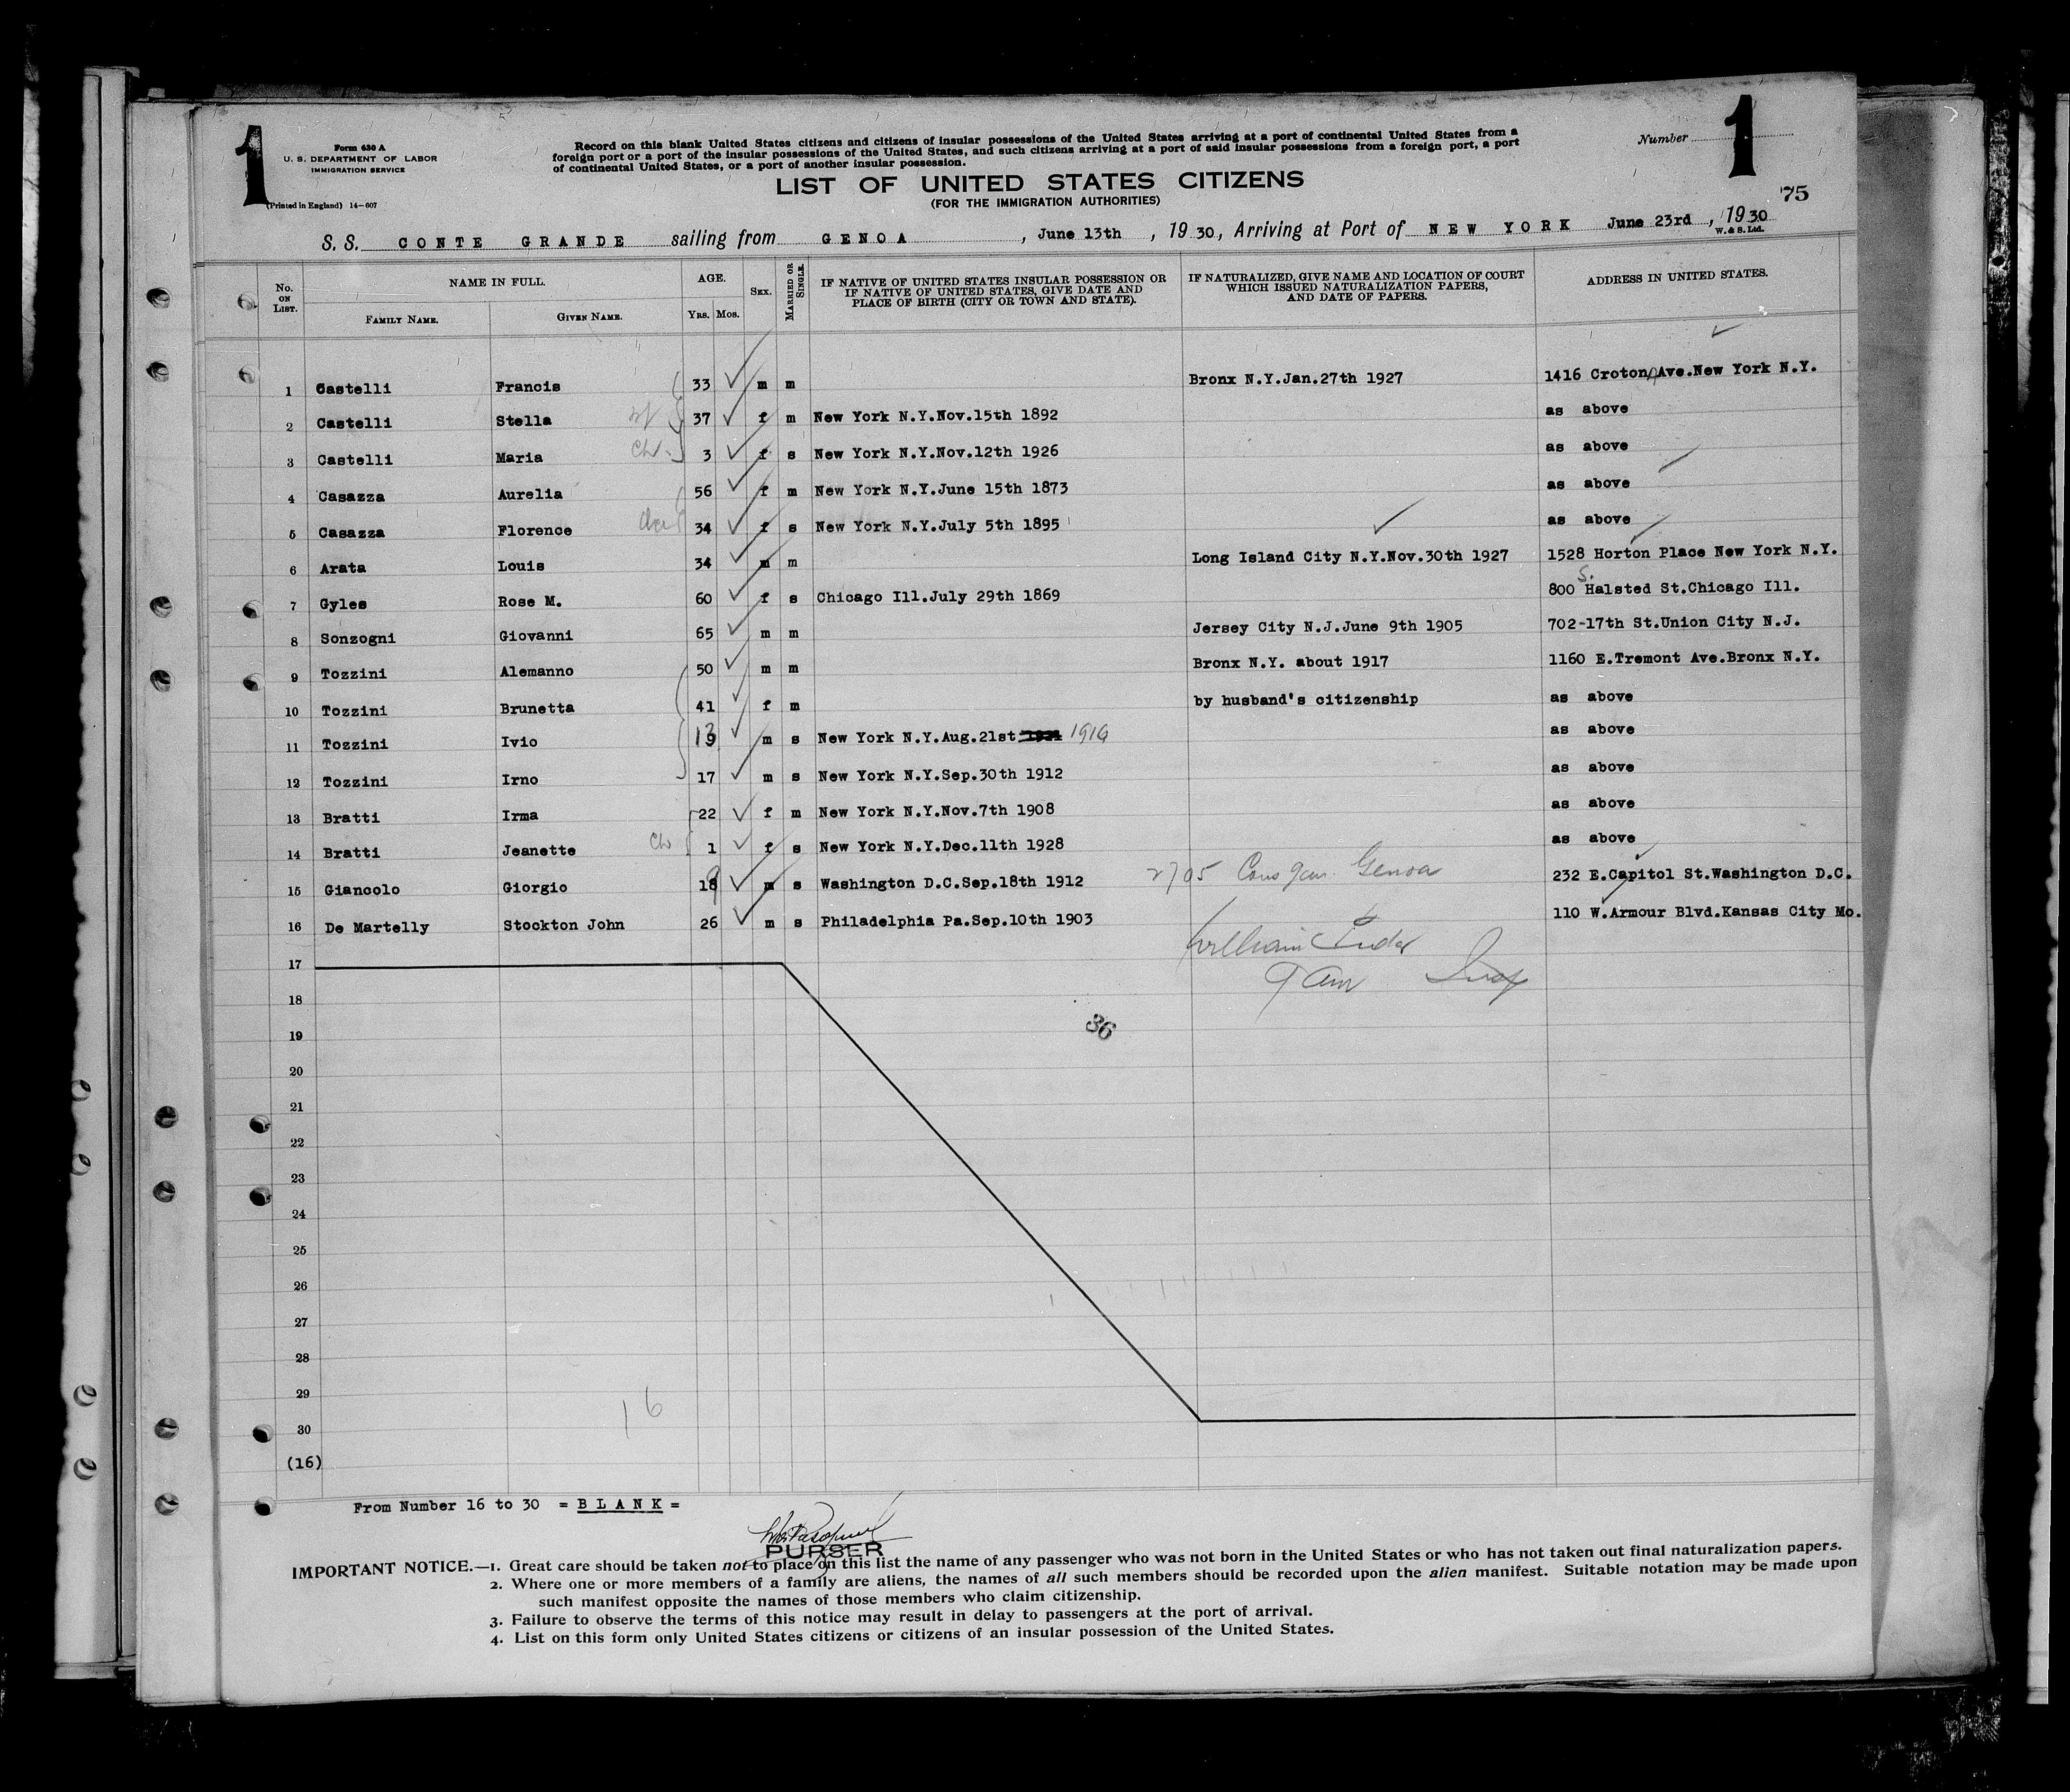 1
1
Form 630 A
U. S. DEPARTMENT OF LABOR
IMMIGRATION SERVICE
(Printed in England) 14—607
Record on this blank United States citizens and citizens of insular possessions of the United States arriving at a port of continental United States from a
foreign port or a port of the insular possessions of the United States, and such citizens arriving at a port of said insular possessions from a foreign port, a port
of continental United States, or a port of another insular possession.
Number
LIST OF UNITED STATES CITIZENS
(FOR THE IMMIGRATION AUTHORITIES)
75
S. S. CONTE GRANDE sailing from GENOA, June 13th, 1930, Arriving at Port of NEW YORK June 23rd, 1930
W. & S. Ltd.
No. ON LIST. NAME IN FULL. FAMILY NAME. GIVEN NAME. AGE. YRS. MOS. SEX. MARRIED OR SINGLE. IF NATIVE OF UNITED STATES INSULAR POSSESSION OR IF NATIVE OF UNITED STATES, GIVE DATE AND PLACE OF BIRTH (CITY OR TOWN AND STATE). IF NATURALIZED, GIVE NAME AND LOCATION OF COURT WHICH ISSUED NATURALIZATION PAPERS, AND DATE OF PAPERS. ADDRESS IN UNITED STATES.
1 Castelli Francis 33 m m Bronx N.Y.Jan.27th 1927 1416 Croton Ave.New York N.Y.
2 Castelli Stella wf 37 f m New York N.Y.Nov.15th 1892 as above
3 Castelli Maria ch. 3 f s New York N.Y.Nov.12th 1926 as above
4 Casazza Aurelia 56 f m New York N.Y.June 15th 1873 as above
5 Casazza Florence 34 f s New York N.Y.July 5th 1895 as above
6 Arata Louis 34 m m Long Island City N.Y.Nov.30th 1927 1528 Horton Place New York N.Y.
7 Gyles Rose M. 60 f s Chicago Ill.July 29th 1869 800 S. Halsted St.Chicago Ill.
8 Sonzogni Giovanni 65 m m Jersey City N.J.June 9th 1905 702-17th St.Union City N.J.
9 Tozzini Alemanno 50 m m Bronx N.Y. about 1917 1160 E.Tremont Ave.Bronx N.Y.
10 Tozzini Brunetta 41 f m by husband's citizenship as above
11 Tozzini Ivio 13 m s New York N.Y.Aug.21st 1916 as above
12 Tozzini Irno 17 m s New York N.Y.Sep.30th 1912 as above
13 Bratti Irma 22 f m New York N.Y.Nov.7th 1908 as above
14 Bratti Jeanette ch 1 f s New York N.Y.Dec.11th 1928 as above
15 Giancolo Giorgio 18 9 m s Washington D.C.Sep.18th 1912 2705 Cons Gen. Genoa 232 E.Capitol St.Washington D.C.
16 De Martelly Stockton John 26 m s Philadelphia Pa.Sep.10th 1903 110 W.Armour Blvd.Kansas City Mo.
William
17
18
36
19
20
21
22
23
24
25
26
27
28
29
16
30
(16)
From Number 16 to 30 = BLANK =
PURSER
IMPORTANT NOTICE.—1. Great care should be taken not to place on this list the name of any passenger who was not born in the United States or who has not taken out final naturalization papers.
2. Where one or more members of a family are aliens, the names of all such members should be recorded upon the alien manifest. Suitable notation may be made upon
such manifest opposite the names of those members who claim citizenship.
3. Failure to observe the terms of this notice may result in delay to passengers at the port of arrival.
4. List on this form only United States citizens or citizens of an insular possession of the United States.